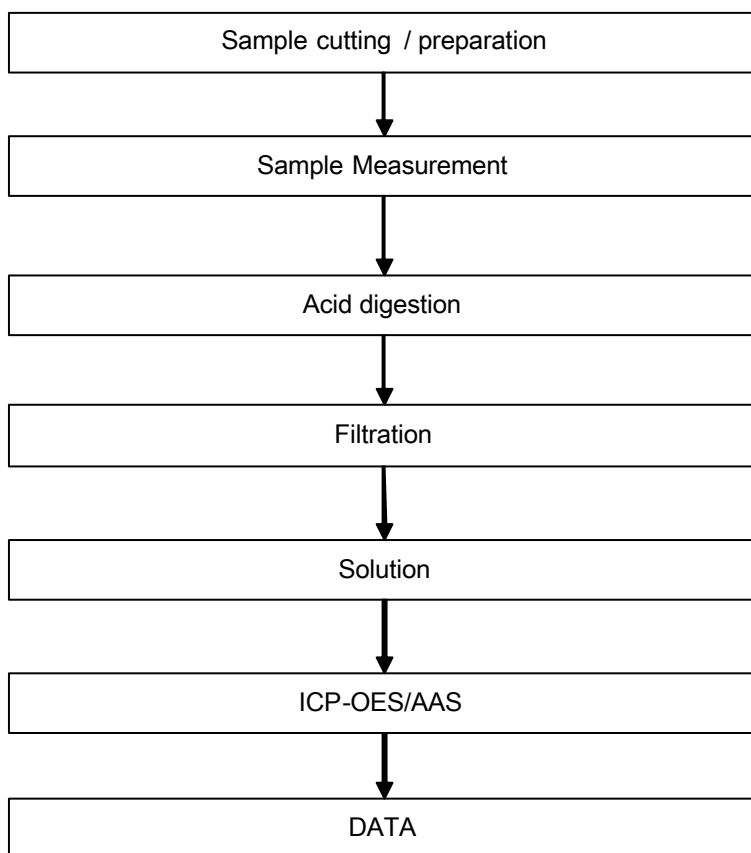 Sample cutting / preparation
Sample Measurement
Acid digestion
Filtration
Solution
ICP-OES/AAS
DATA